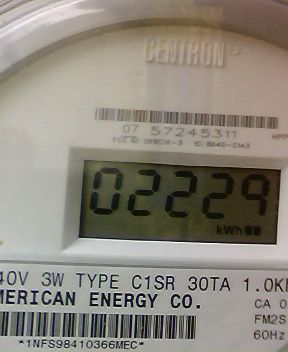 CENTRON®
07 57245311
02229
kWh
40V 3W TYPE C1SR 30TA 1.0K
MERICAN ENERGY CO.
CA 0
FM2S
60Hz
*1NFS98410366MEC*